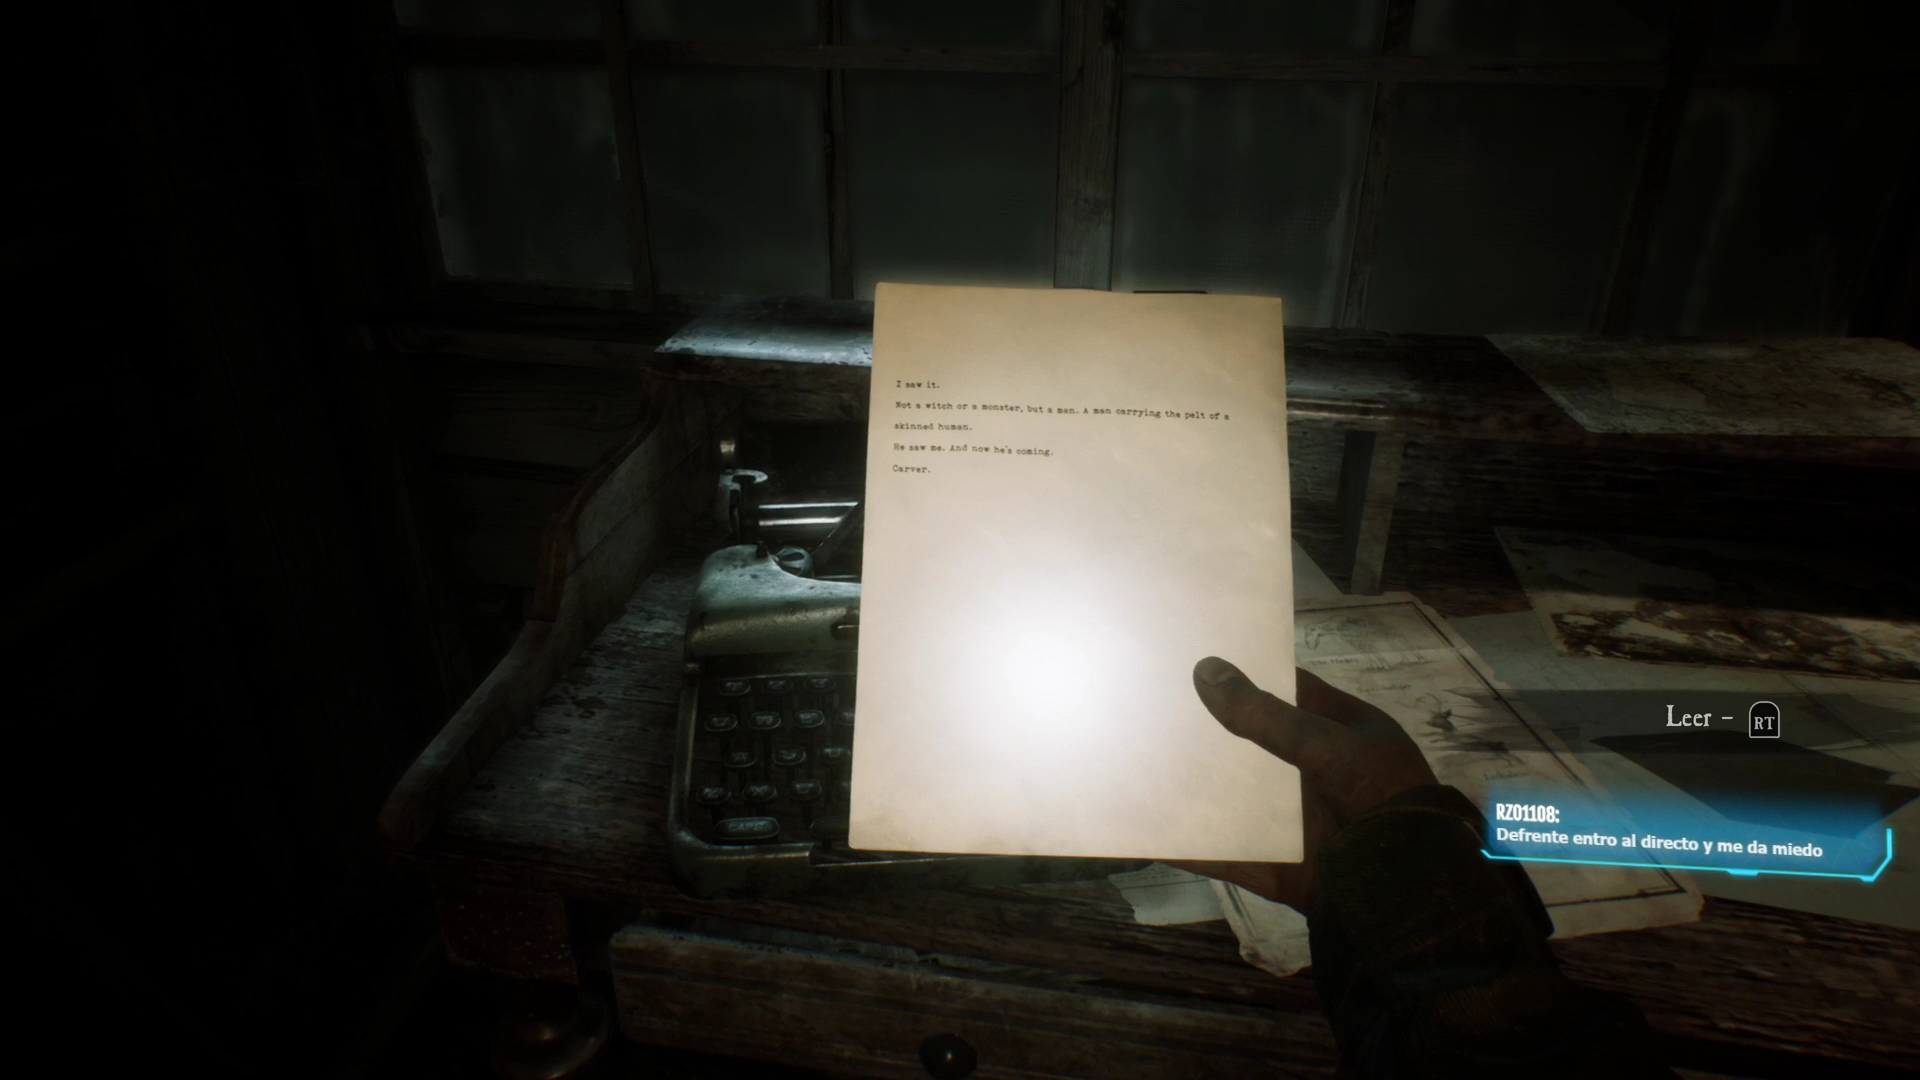 I saw it.
Not a witch or a monster, but a man. A man carrying the pelt of a
skinned human.
He saw me. And now he's coming.
Carver.
Leer - RT
RZ01108:
Defrente entro al directo y me da miedo